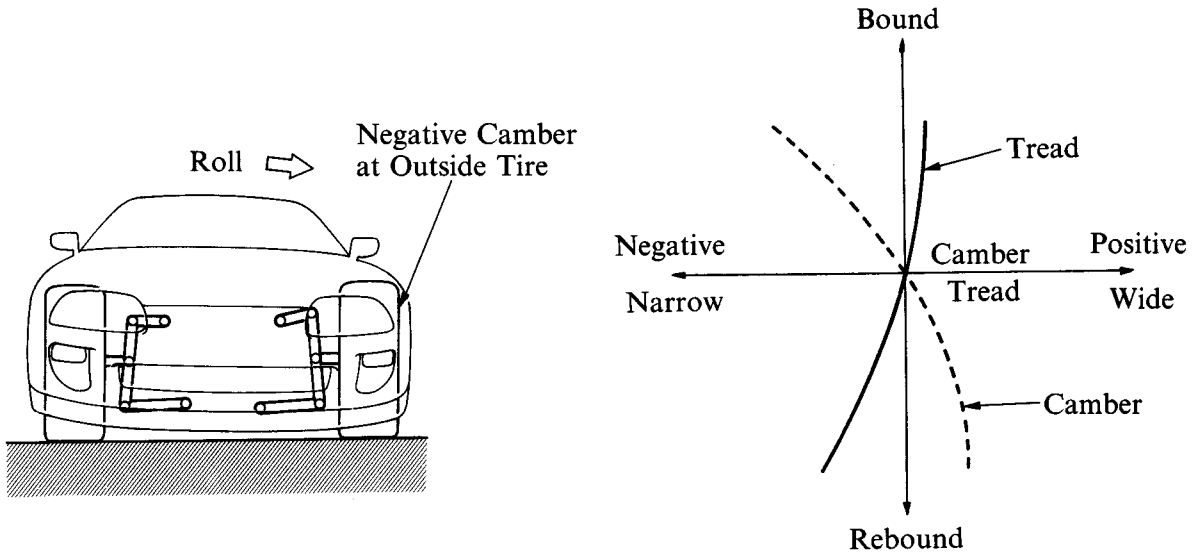 Roll
Negative Camber
at Outside Tire
Bound
Tread
Negative
Camber
Positive
Narrow
Tread
Wide
Camber
Rebound